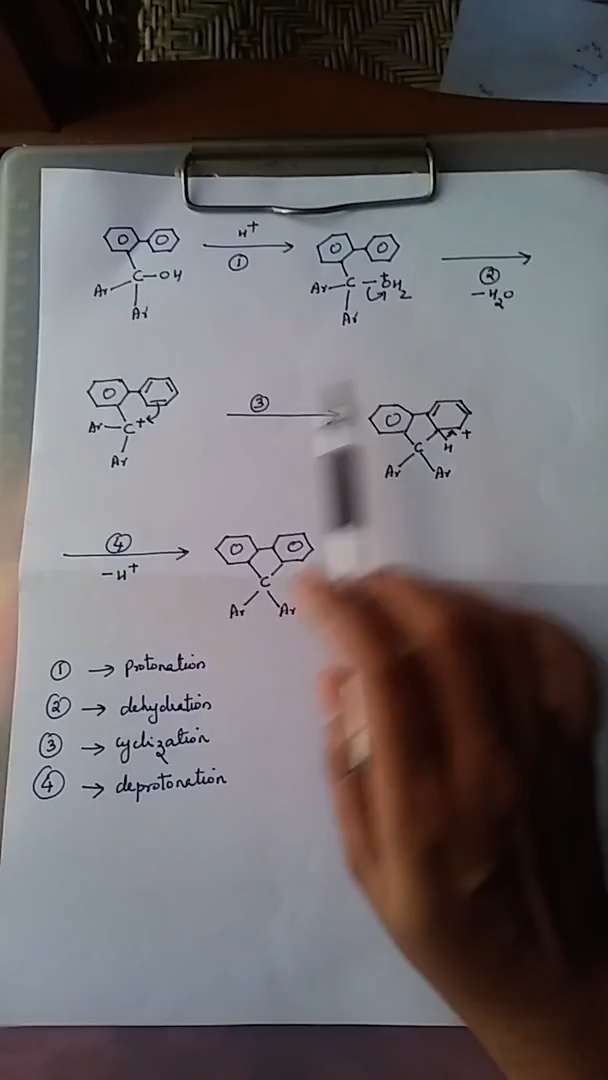 H⁺
①
C—OH
Ar
Ar
Ar—C—⁺OH₂
Ar
②
−H₂O
Ar—C⁺
Ar
③
C
H
+
Ar Ar
④
−H⁺
C
Ar Ar
① → protonation
② → dehydration
③ → cyclization
④ → deprotonation